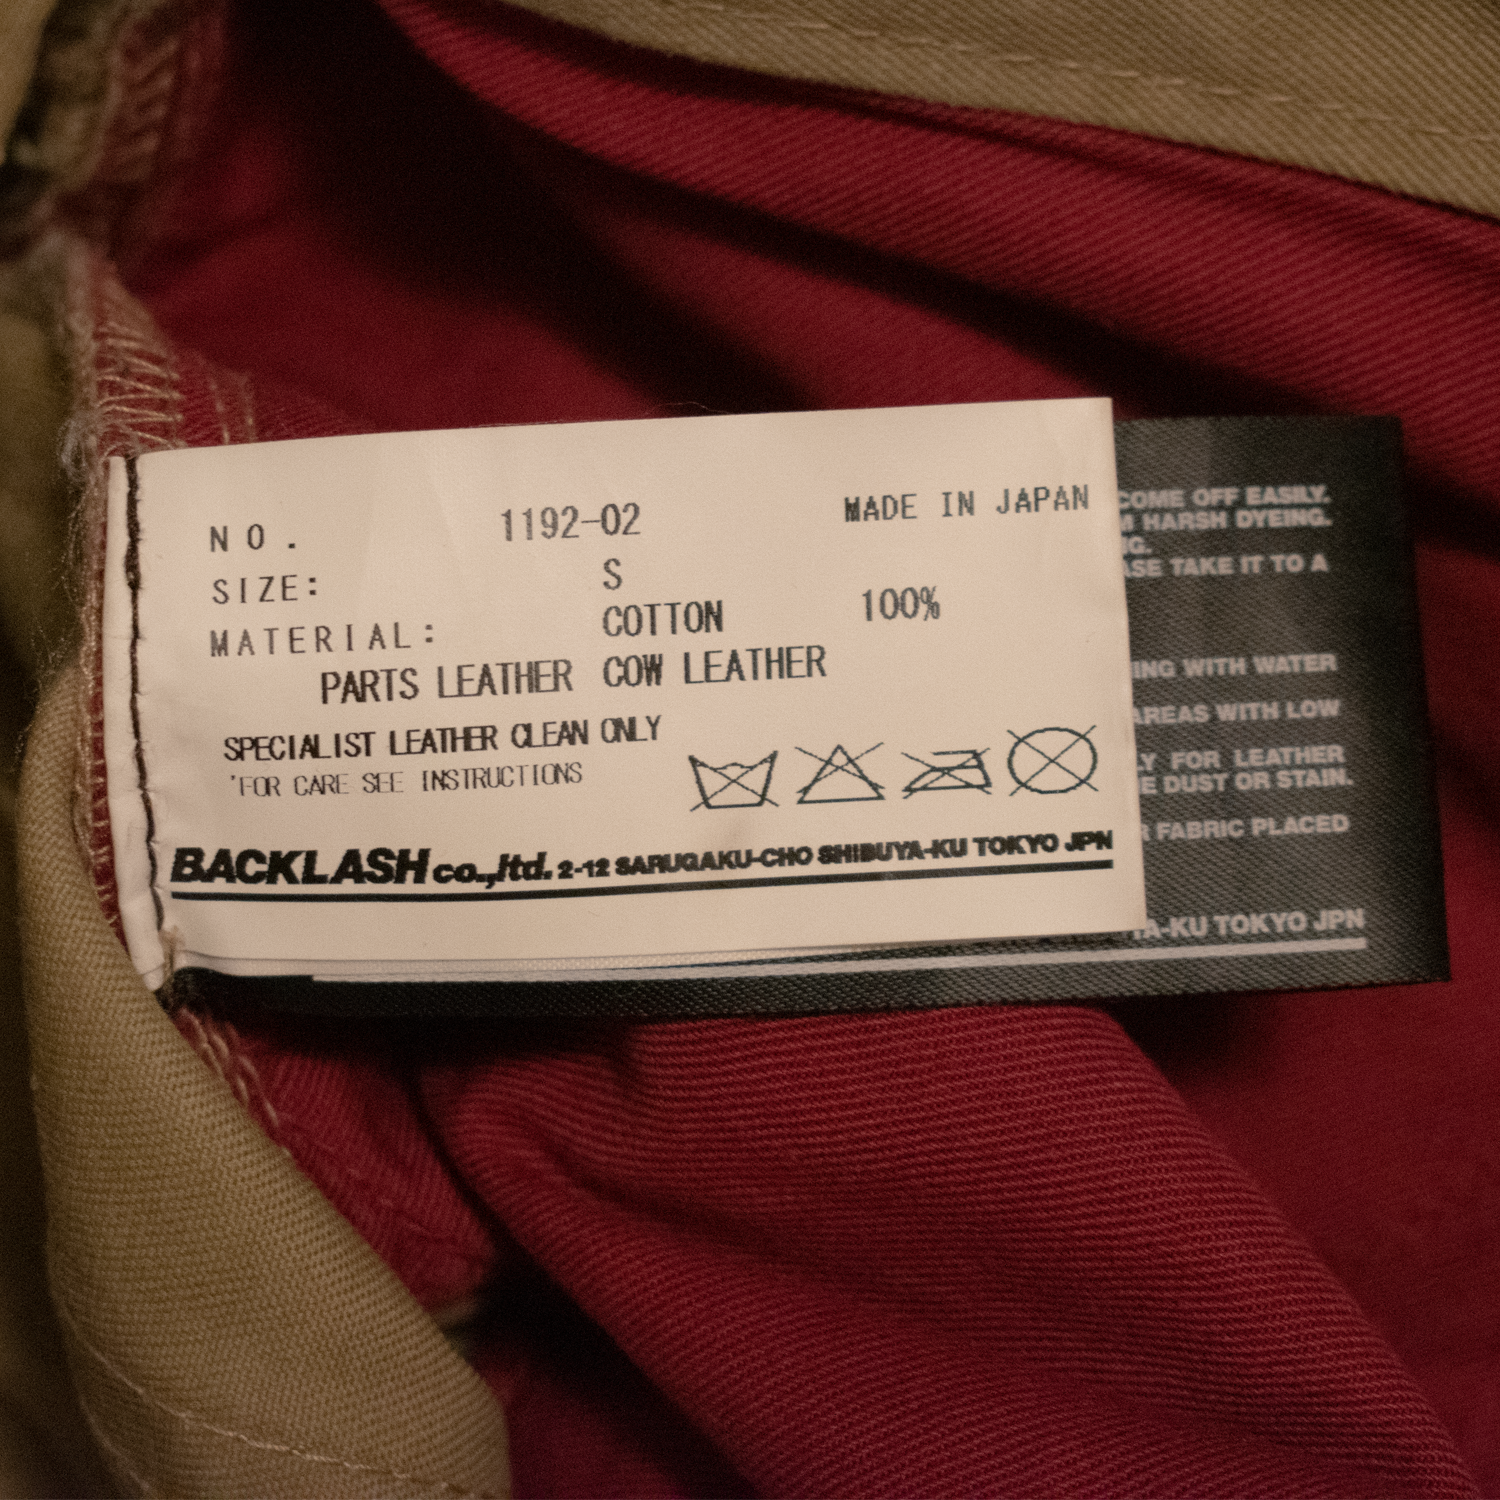 NO. 1192-02 MADE IN JAPAN
SIZE: S
MATERIAL: COTTON 100%
PARTS LEATHER COW LEATHER
SPECIALIST LEATHER CLEAN ONLY
'FOR CARE SEE INSTRUCTIONS
BACKLASH co.,ltd. 2-12 SARUGAKU-CHO SHIBUYA-KU TOKYO JPN
COME OFF EASILY.
HARSH DYEING.
TAKE IT TO A
WITH WATER
AREAS WITH LOW
FOR LEATHER
DUST OR STAIN.
FABRIC PLACED
A-KU TOKYO JPN